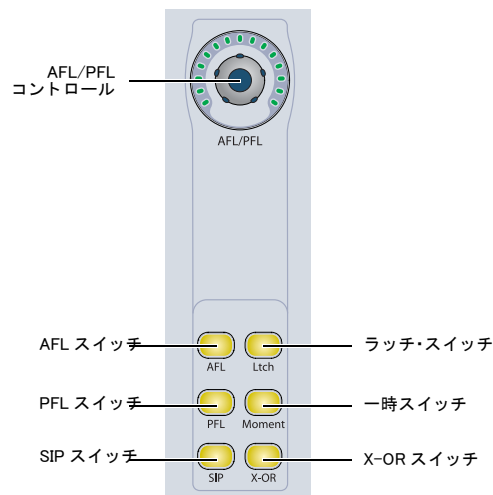 AFL/PFL
コントロール
AFL/PFL
AFL スイッチ
AFL
Ltch
ラッチ・スイッチ
PFL スイッチ
PFL
Moment
一時スイッチ
SIP スイッチ
SIP
X-OR
X-OR スイッチ